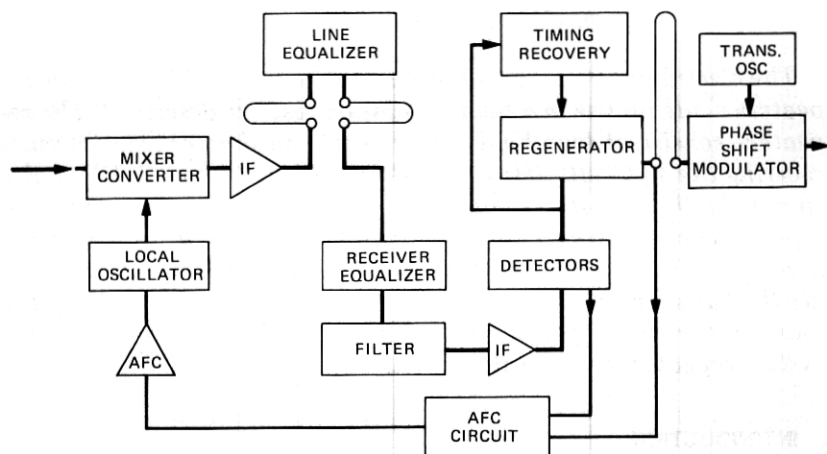 LINE
EQUALIZER
TIMING
RECOVERY
TRANS.
OSC
MIXER
CONVERTER
IF
REGENERATOR
PHASE
SHIFT
MODULATOR
LOCAL
OSCILLATOR
RECEIVER
EQUALIZER
DETECTORS
AFC
FILTER
IF
AFC
CIRCUIT